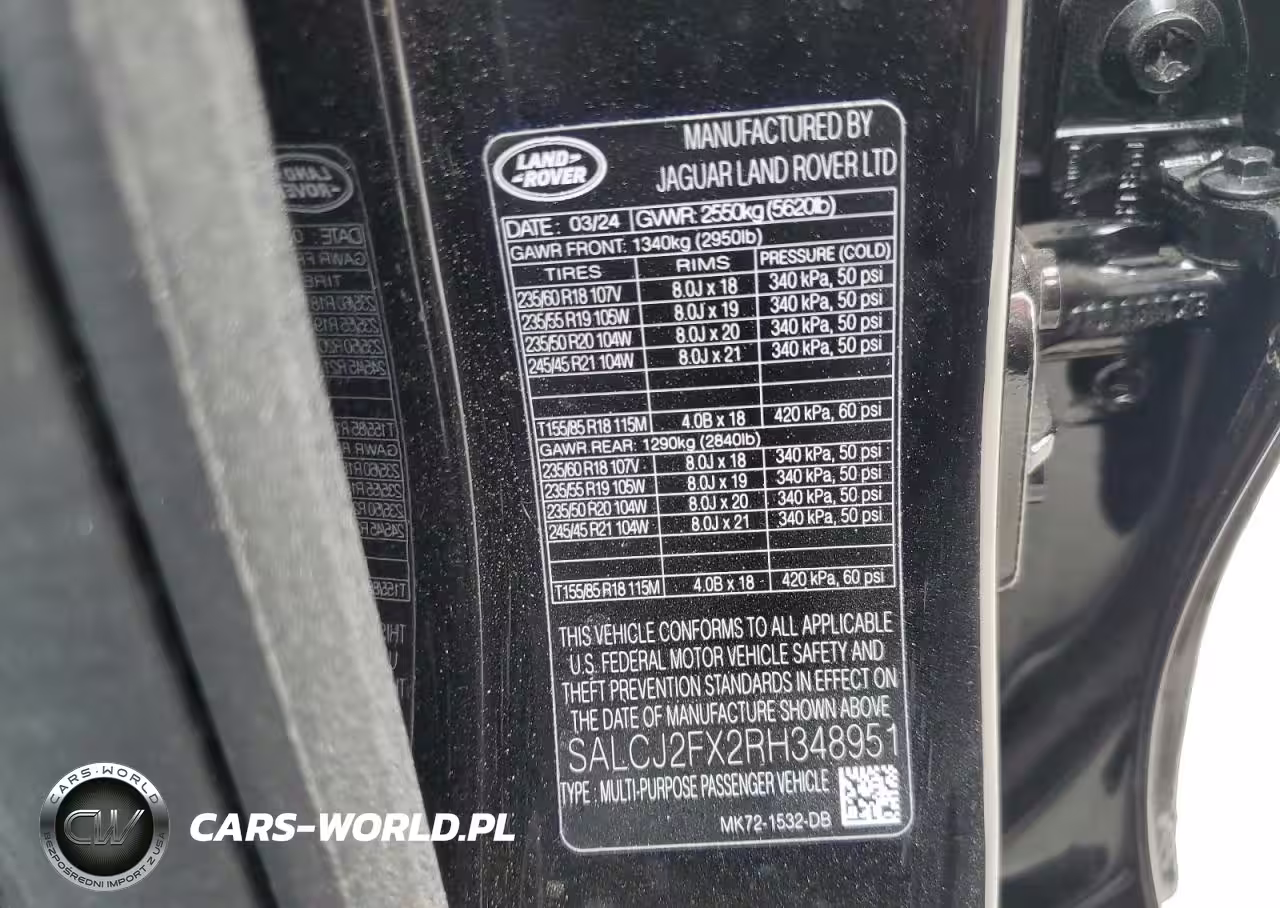 LAND-
-ROVER
MANUFACTURED BY
JAGUAR LAND ROVER LTD
DATE: 03/24 GVWR: 2550kg (5620lb)
GAWR FRONT: 1340kg (2950lb)
TIRES RIMS PRESSURE (COLD)
235/60 R18 107V 8.0J x 18 340 kPa, 50 psi
235/55 R19 105W 8.0J x 19 340 kPa, 50 psi
235/50 R20 104W 8.0J x 20 340 kPa, 50 psi
245/45 R21 104W 8.0J x 21 340 kPa, 50 psi
T155/85 R18 115M 4.0B x 18 420 kPa, 60 psi
GAWR REAR: 1290kg (2840lb)
235/60 R18 107V 8.0J x 18 340 kPa, 50 psi
235/55 R19 105W 8.0J x 19 340 kPa, 50 psi
235/50 R20 104W 8.0J x 20 340 kPa, 50 psi
245/45 R21 104W 8.0J x 21 340 kPa, 50 psi
T155/85 R18 115M 4.0B x 18 420 kPa, 60 psi
THIS VEHICLE CONFORMS TO ALL APPLICABLE
U.S. FEDERAL MOTOR VEHICLE SAFETY AND
THEFT PREVENTION STANDARDS IN EFFECT ON
THE DATE OF MANUFACTURE SHOWN ABOVE
SALCJ2FX2RH348951
TYPE : MULTI-PURPOSE PASSENGER VEHICLE
MK72-1532-DB
CARS-WORLD
CW
BEZPOŚREDNI IMPORT Z USA
CARS-WORLD.PL